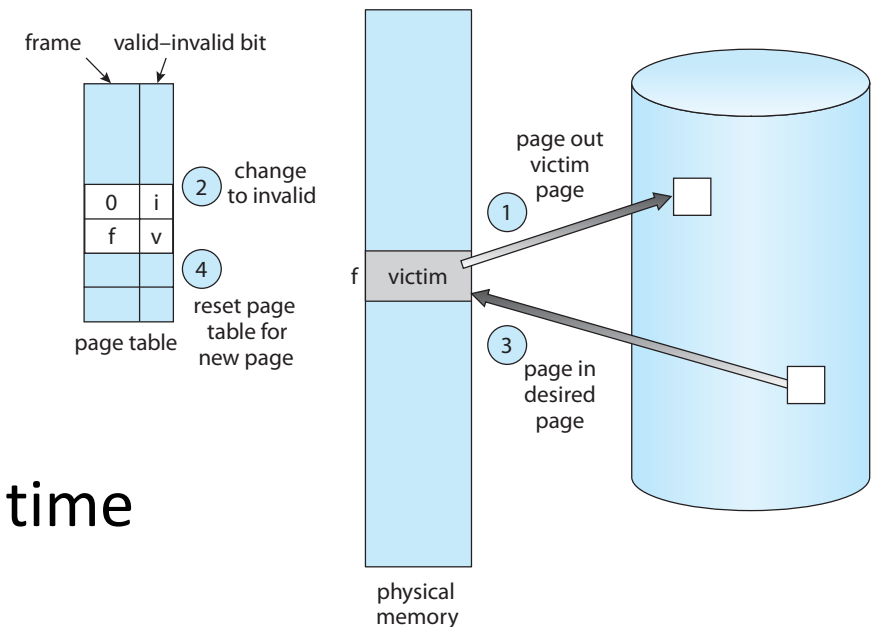 frame
valid–invalid bit
0 i
f v
2
change
to invalid
4
reset page
table for
new page
page table
f
victim
physical
memory
page out
victim
page
1
3
page in
desired
page
time